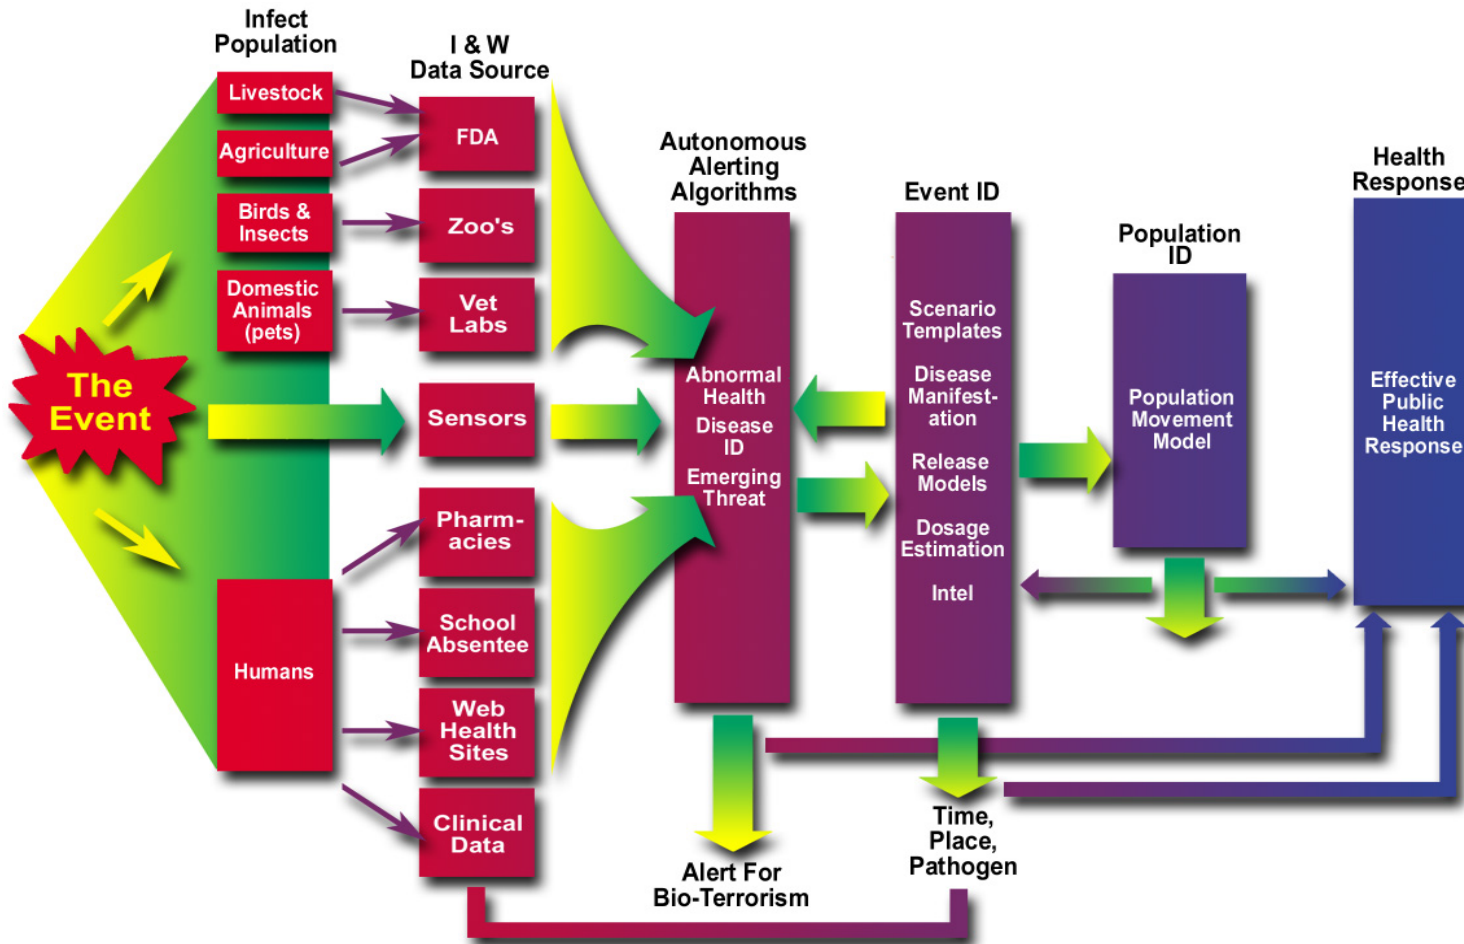 Infect
Population
I & W
Data Source
Livestock
Agriculture
Birds &
Insects
Domestic
Animals
(pets)
The
Event
Humans
FDA
Zoo's
Vet
Labs
Sensors
Pharm-
acies
School
Absentee
Web
Health
Sites
Clinical
Data
Autonomous
Alerting
Algorithms
Abnormal
Health
Disease
ID
Emerging
Threat
Alert For
Bio-Terrorism
Event ID
Scenario
Templates
Disease
Manifest-
ation
Release
Models
Dosage
Estimation
Intel
Time,
Place,
Pathogen
Population
ID
Population
Movement
Model
Health
Response
Effective
Public
Health
Response